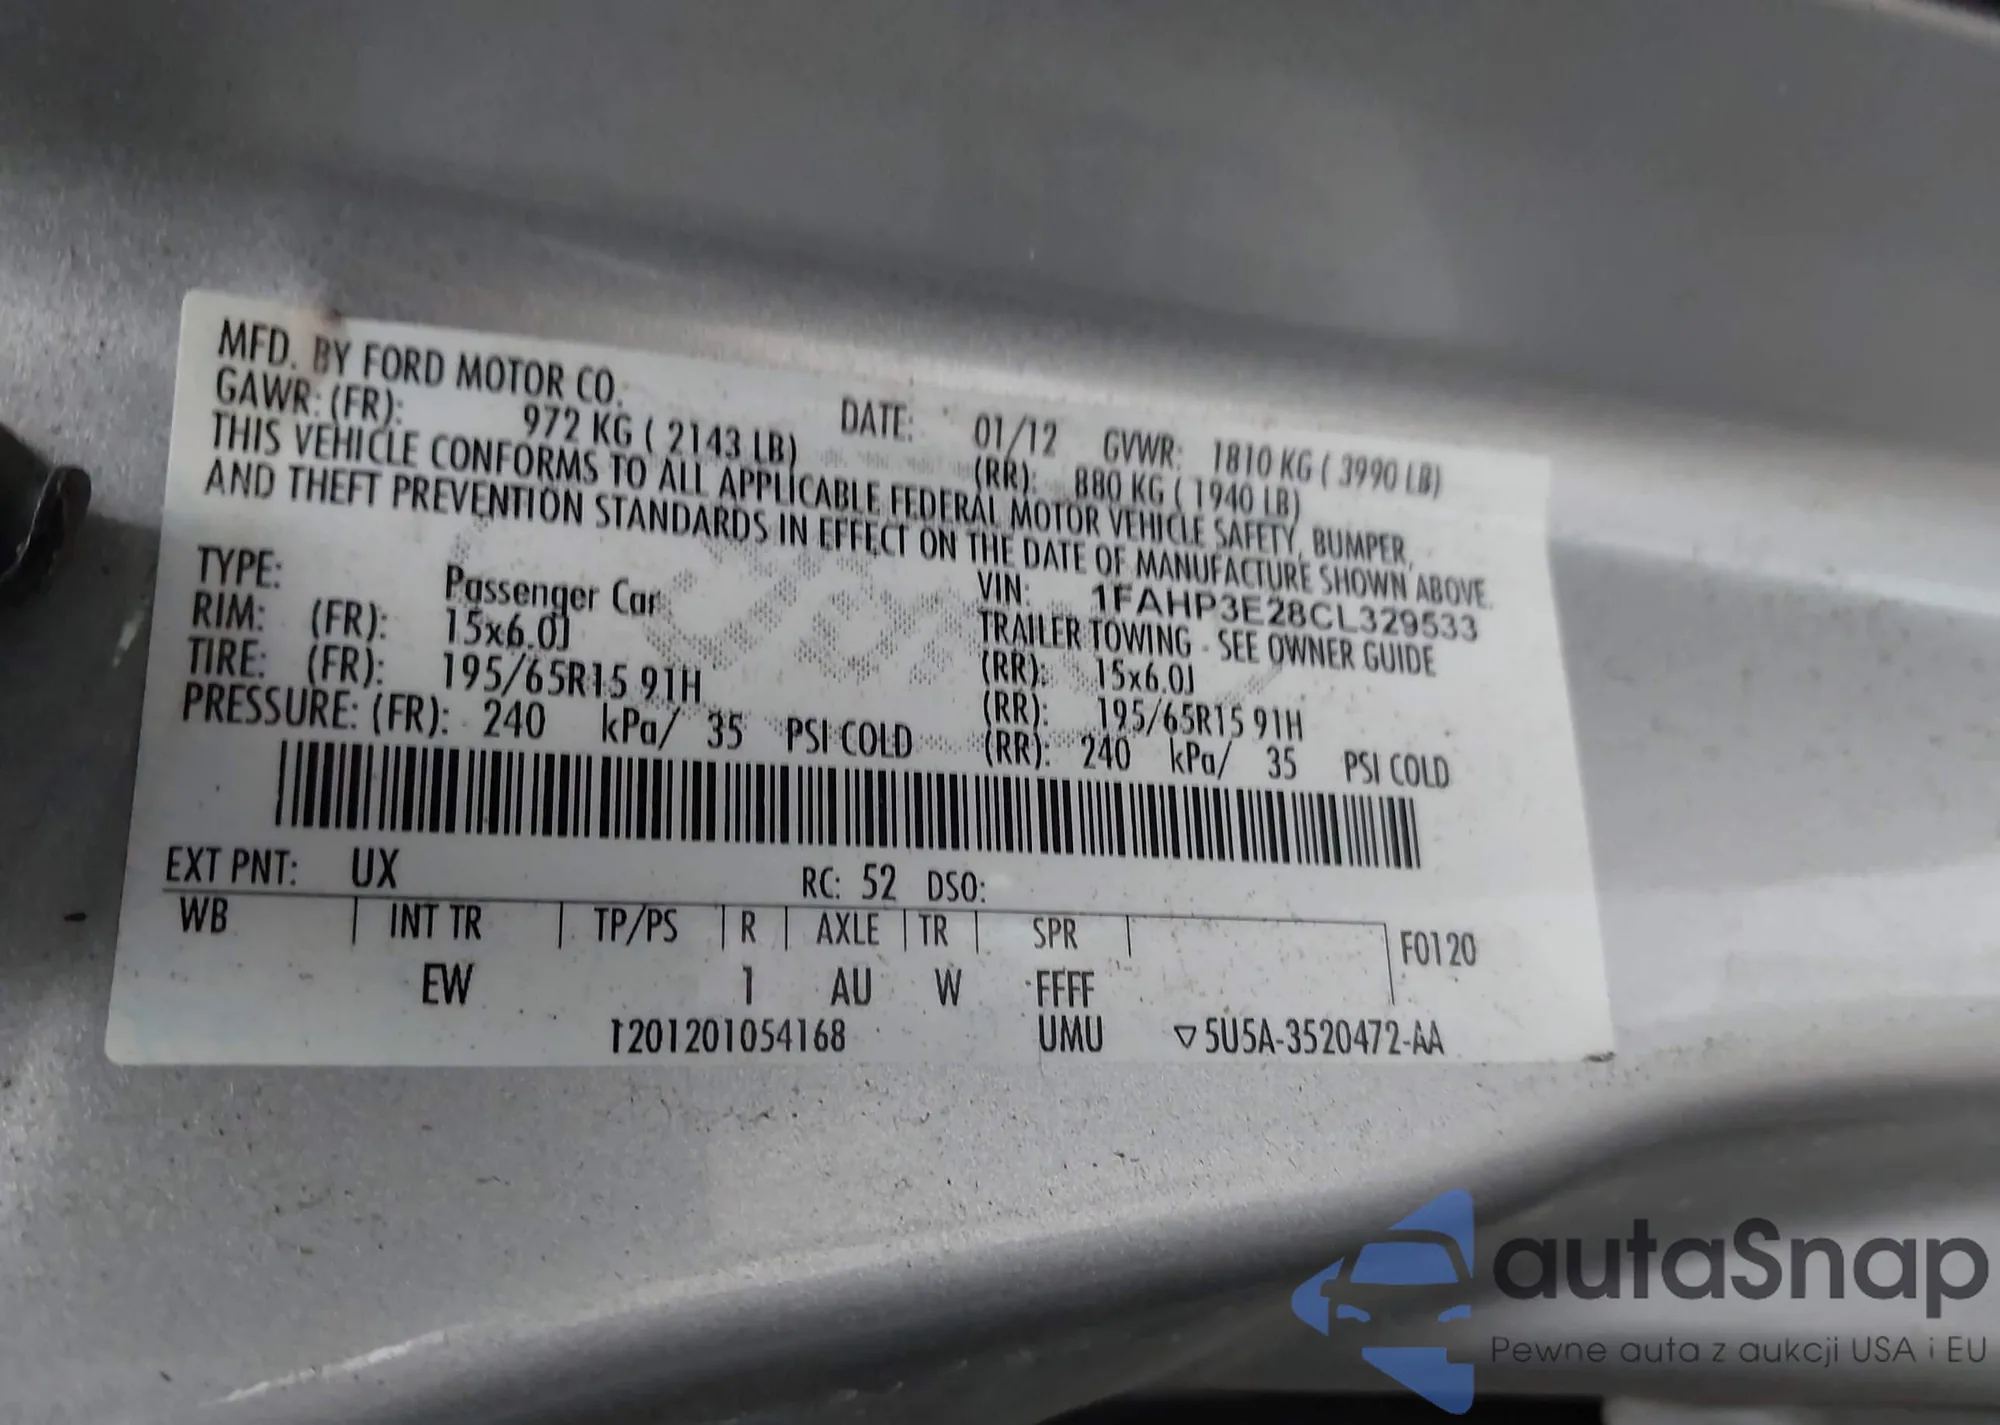 MFD. BY FORD MOTOR CO. DATE: 01/12 GVWR: 1810 KG ( 3990 LB)
GAWR: (FR): 972 KG ( 2143 LB) (RR): 880 KG ( 1940 LB)
THIS VEHICLE CONFORMS TO ALL APPLICABLE FEDERAL MOTOR VEHICLE SAFETY, BUMPER,
AND THEFT PREVENTION STANDARDS IN EFFECT ON THE DATE OF MANUFACTURE SHOWN ABOVE.
VIN: 1FAHP3E28CL329533
TYPE: Passenger Car TRAILER TOWING - SEE OWNER GUIDE
RIM: (FR): 15x6.0J (RR): 15x6.0J
TIRE: (FR): 195/65R15 91H (RR): 195/65R15 91H
PRESSURE: (FR): 240 kPa/ 35 PSI COLD (RR): 240 kPa/ 35 PSI COLD
EXT PNT: UX RC: 52 DSO:
WB | INT TR | TP/PS | R | AXLE | TR | SPR | F0120
EW 1 AU W FFFF
1201201054168 UMU ▽5U5A-3520472-AA
autaSnap
Pewne auta z aukcji USA i EU